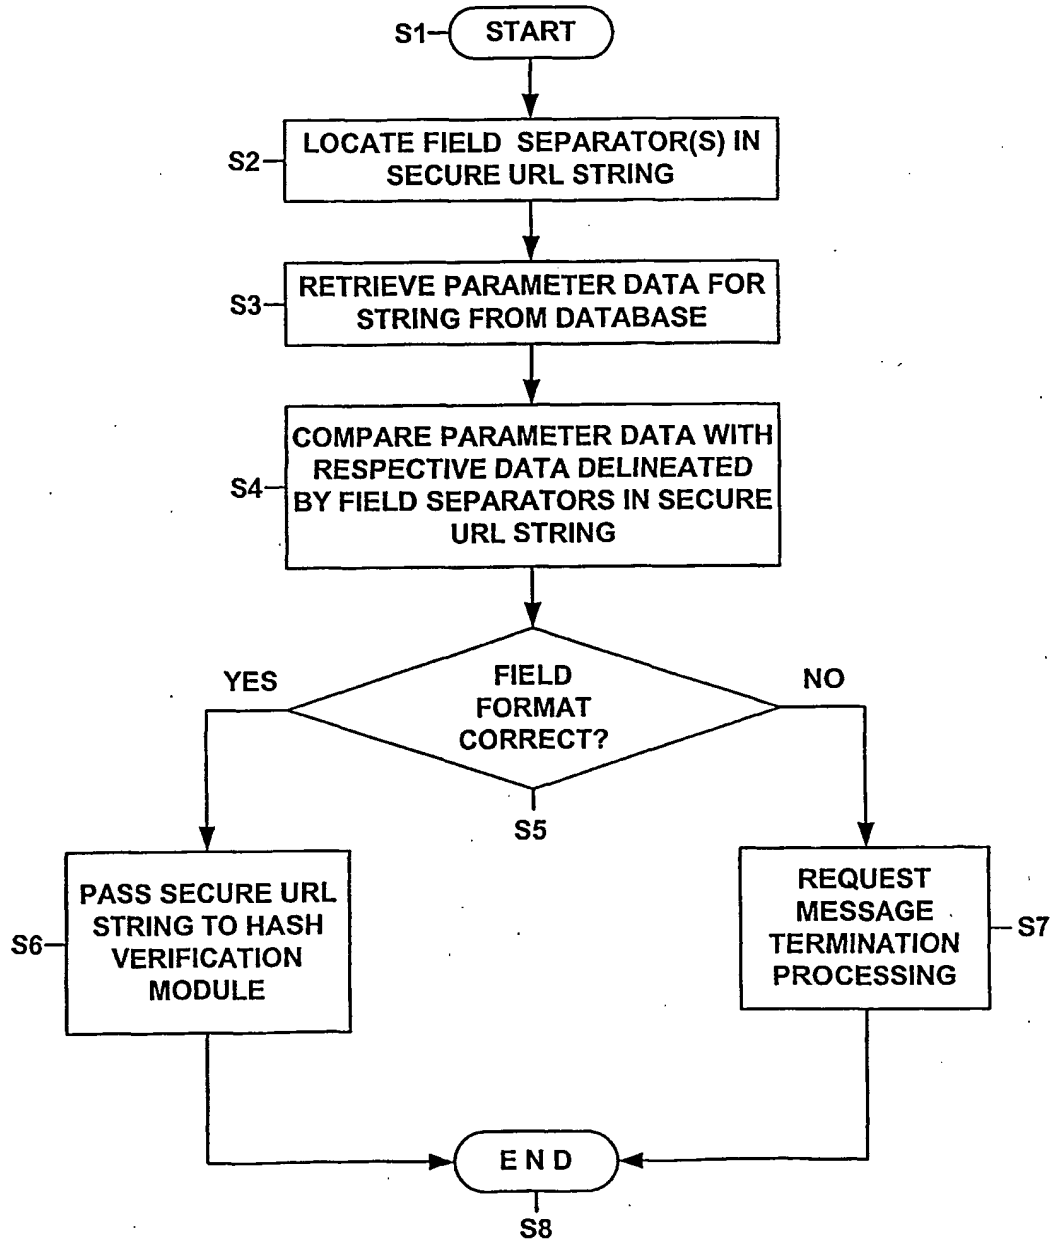 S1
START
S2
LOCATE FIELD SEPARATOR(S) IN
SECURE URL STRING
S3
RETRIEVE PARAMETER DATA FOR
STRING FROM DATABASE
S4
COMPARE PARAMETER DATA WITH
RESPECTIVE DATA DELINEATED
BY FIELD SEPARATORS IN SECURE
URL STRING
YES
FIELD
FORMAT
CORRECT?
NO
S5
S6
PASS SECURE URL
STRING TO HASH
VERIFICATION
MODULE
REQUEST
MESSAGE
TERMINATION
PROCESSING
S7
END
S8